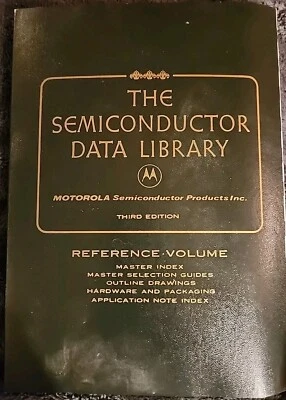 THE
SEMICONDUCTOR
DATA LIBRARY
MOTOROLA Semiconductor Products Inc.
THIRD EDITION
REFERENCE·VOLUME
MASTER INDEX
MASTER SELECTION GUIDES
OUTLINE DRAWINGS
HARDWARE AND PACKAGING
APPLICATION NOTE INDEX